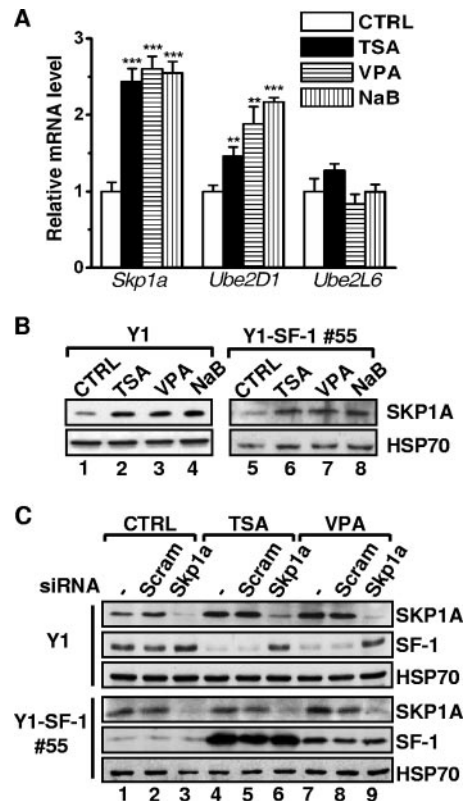 A
CTRL
TSA
VPA
NaB
Relative mRNA level
3
2
1
0
*** *** ***
** ** ***
Skp1a Ube2D1 Ube2L6
B
Y1 Y1-SF-1 #55
CTRL TSA VPA NaB CTRL TSA VPA NaB
SKP1A
HSP70
1 2 3 4 5 6 7 8
C
CTRL TSA VPA
siRNA - Scram Skp1a - Scram Skp1a - Scram Skp1a
Y1
SKP1A
SF-1
HSP70
Y1-SF-1
#55
SKP1A
SF-1
HSP70
1 2 3 4 5 6 7 8 9